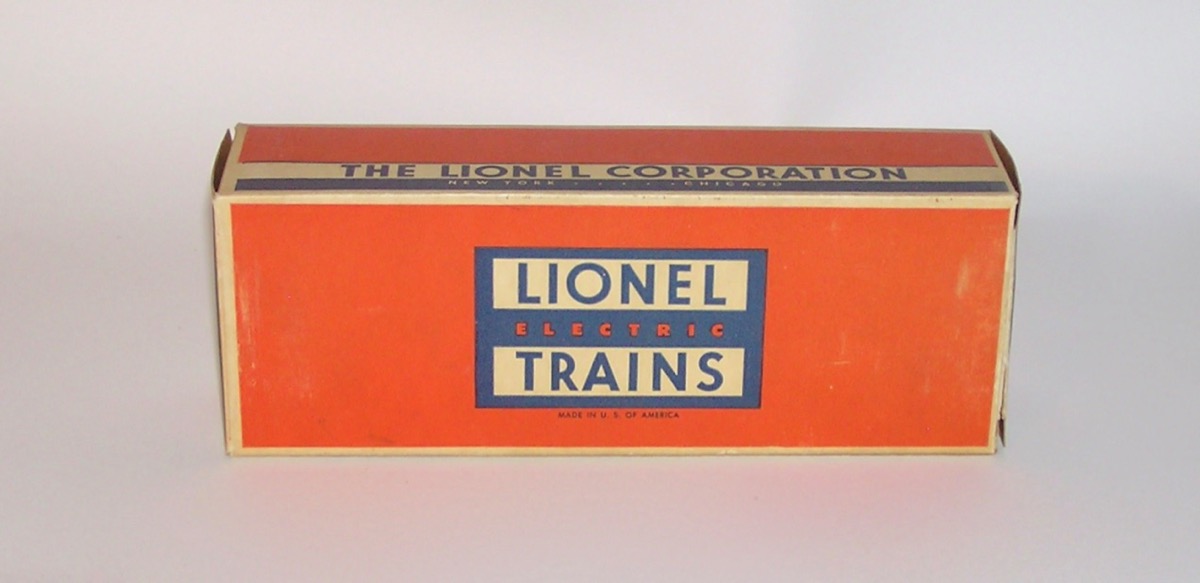 THE LIONEL CORPORATION
NEW YORK - - - - - CHICAGO
LIONEL
ELECTRIC
TRAINS
MADE IN U. S. OF AMERICA